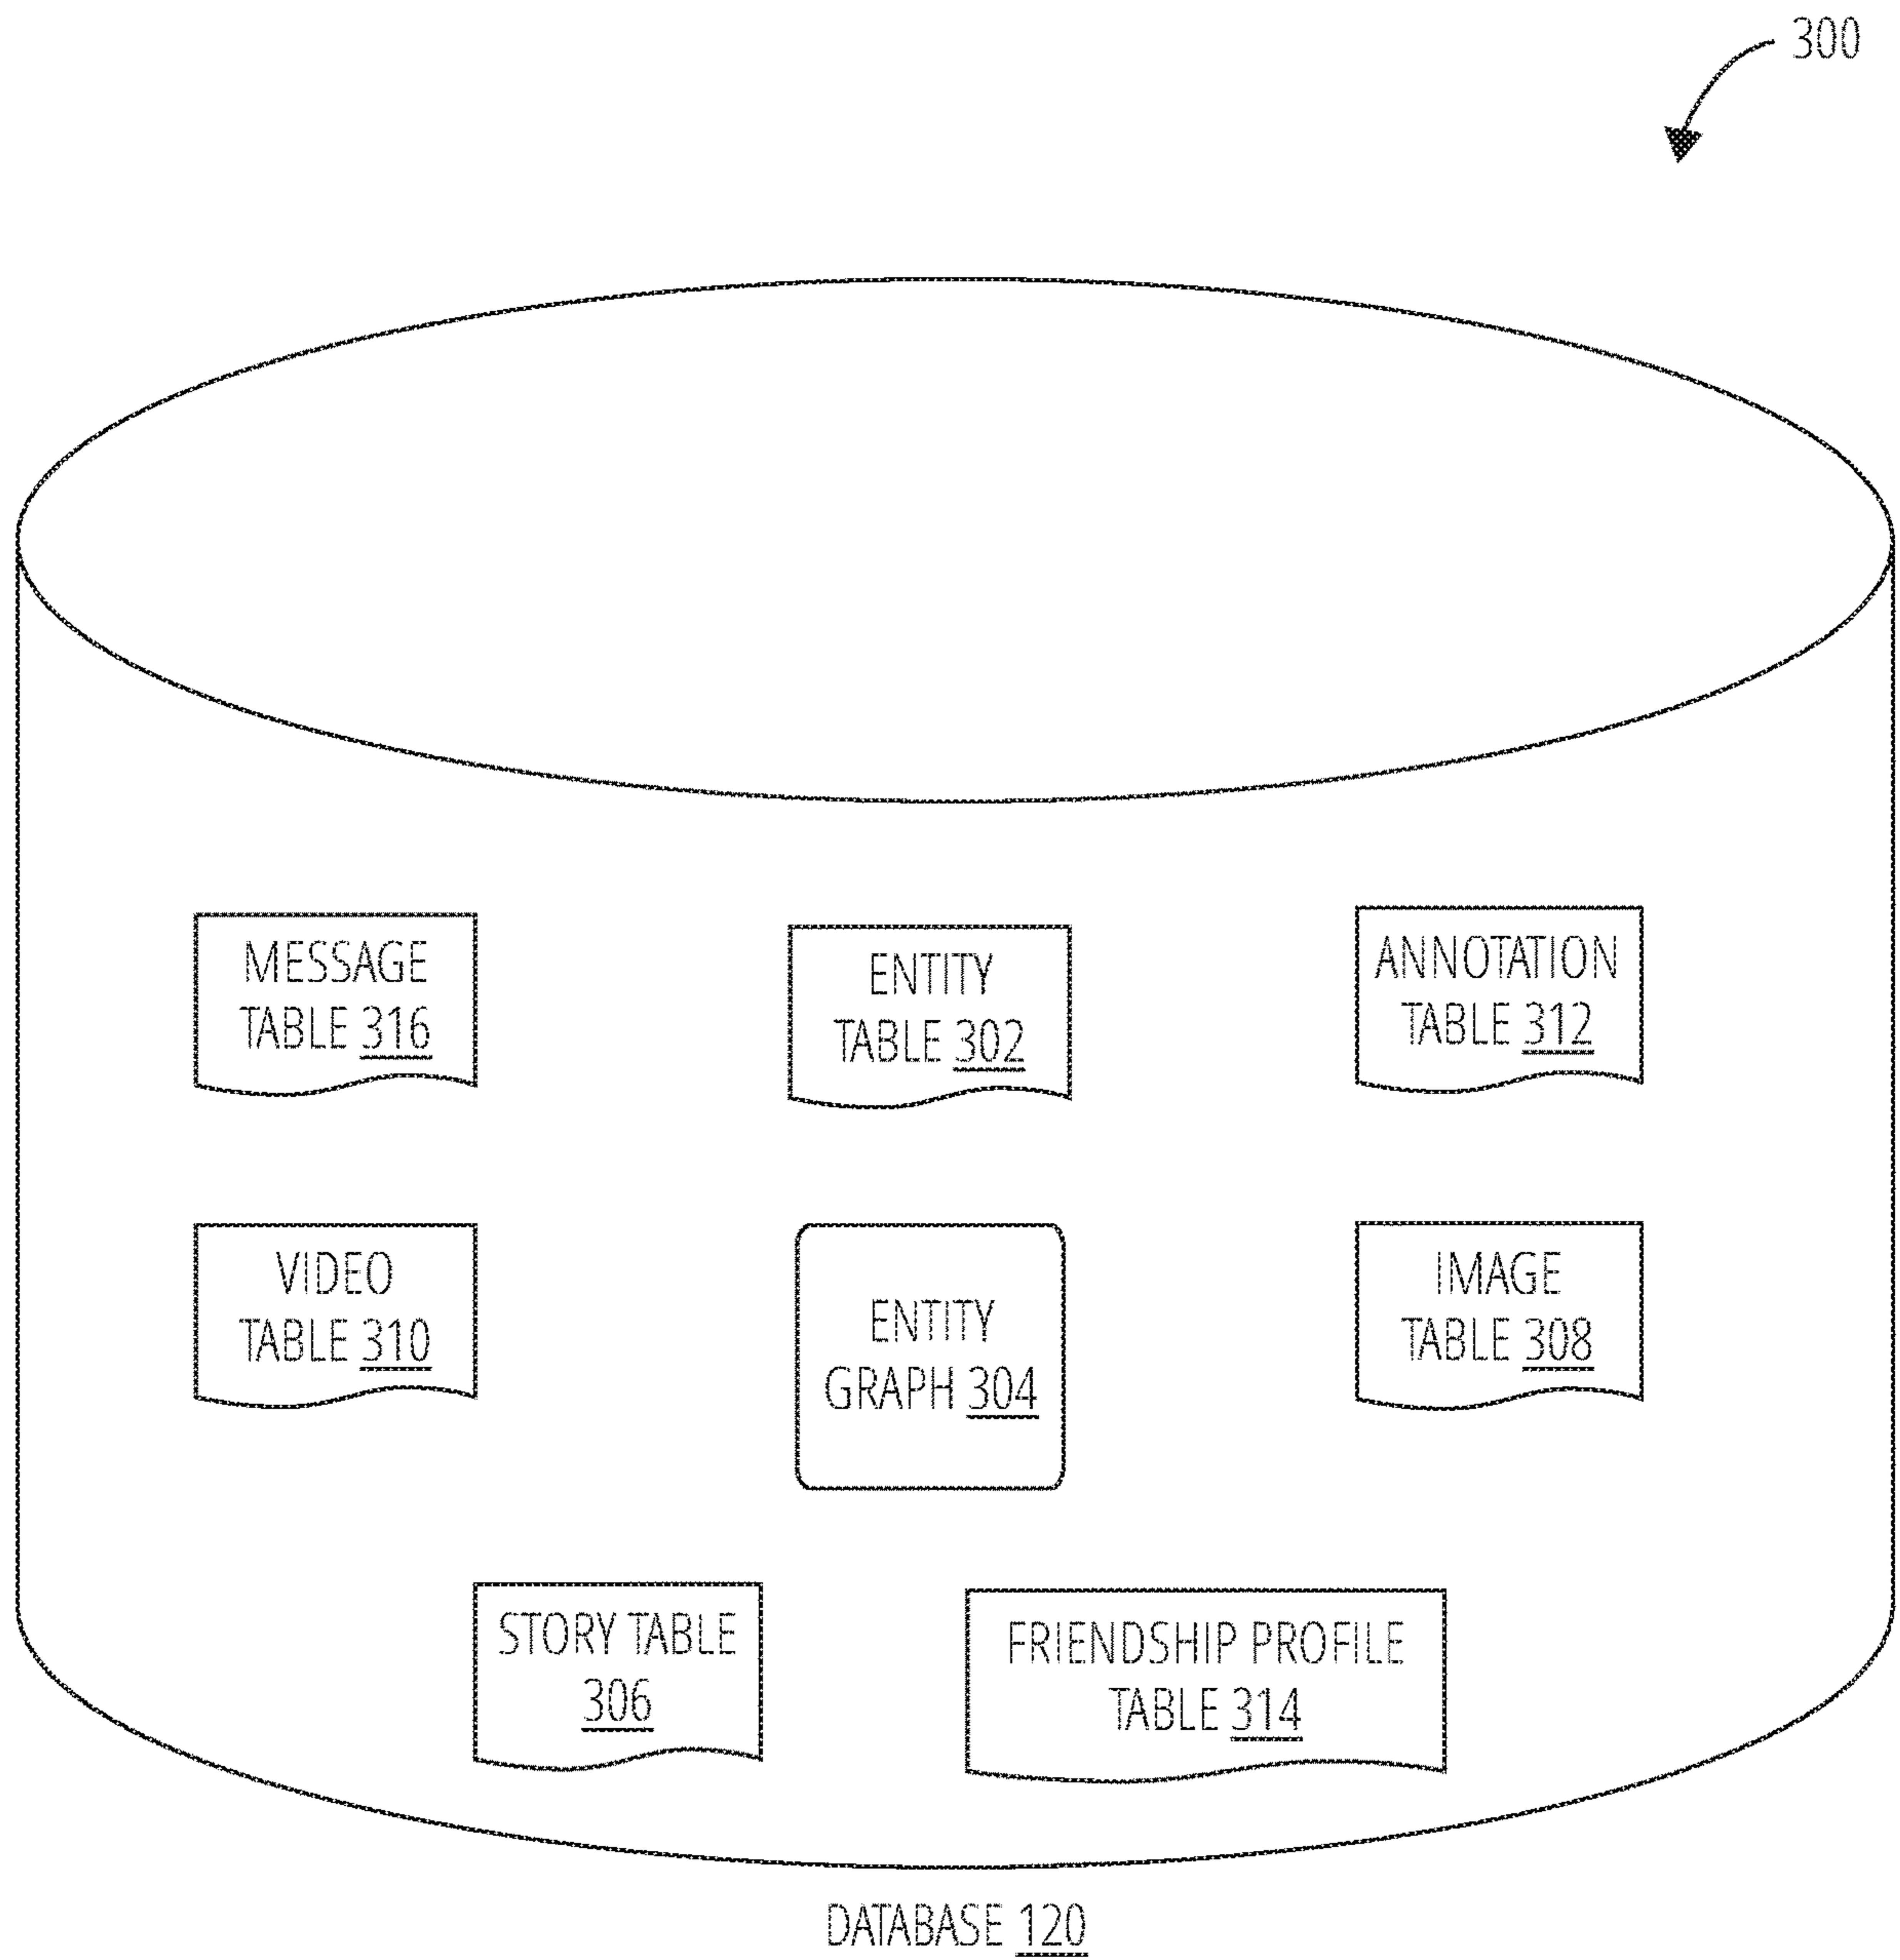 300
MESSAGE
TABLE 316
ENTITY
TABLE 302
ANNOTATION
TABLE 312
VIDEO
TABLE 310
ENTITY
GRAPH 304
IMAGE
TABLE 308
STORY TABLE
306
FRIENDSHIP PROFILE
TABLE 314
DATABASE 120